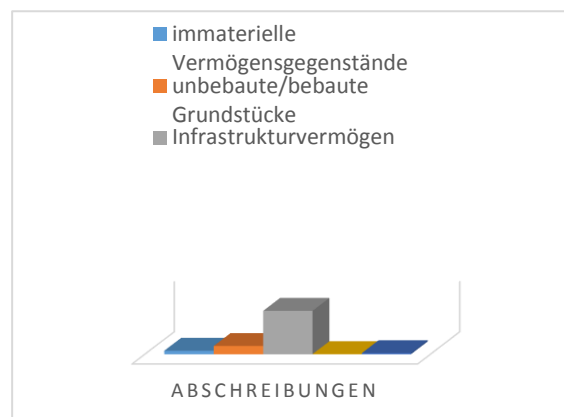 immaterielle
Vermögensgegenstände
unbebaute/bebaute
Grundstücke
Infrastrukturvermögen
ABSCHREIBUNGEN